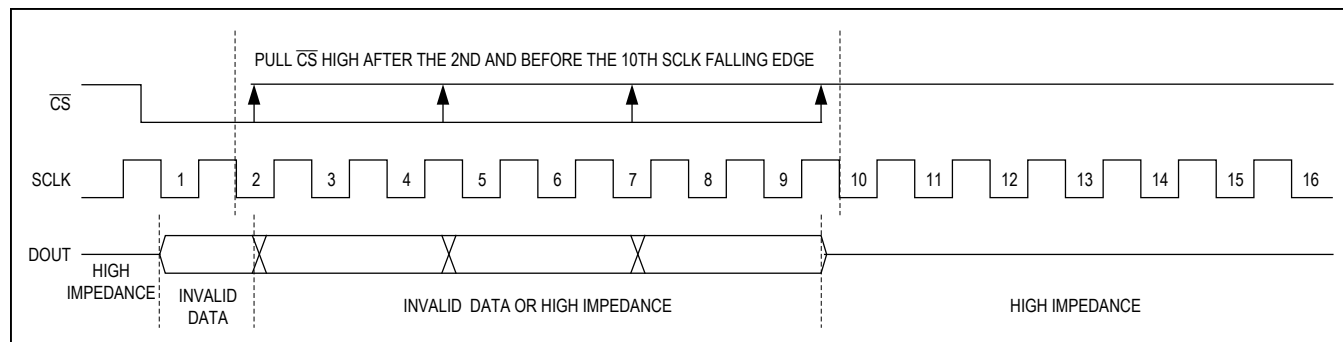 PULL C̅S̅ HIGH AFTER THE 2ND AND BEFORE THE 10TH SCLK FALLING EDGE
C̅S̅
SCLK
1 2 3 4 5 6 7 8 9 10 11 12 13 14 15 16
DOUT
HIGH
IMPEDANCE
INVALID
DATA
INVALID DATA OR HIGH IMPEDANCE
HIGH IMPEDANCE